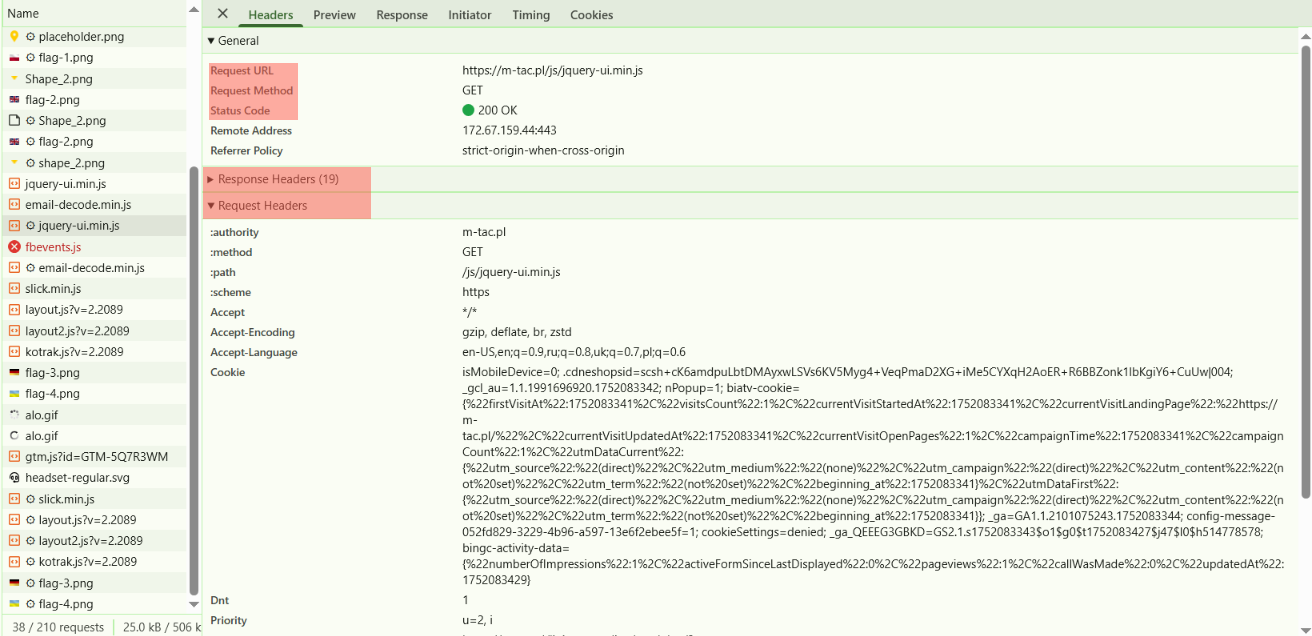 Name
placeholder.png
flag-1.png
Shape_2.png
flag-2.png
Shape_2.png
flag-2.png
shape_2.png
jquery-ui.min.js
email-decode.min.js
jquery-ui.min.js
fbevents.js
email-decode.min.js
slick.min.js
layout.js?v=2.2089
layout2.js?v=2.2089
kotrak.js?v=2.2089
flag-3.png
flag-4.png
alo.gif
alo.gif
gtm.js?id=GTM-5Q7R3WM
headset-regular.svg
slick.min.js
layout.js?v=2.2089
layout2.js?v=2.2089
kotrak.js?v=2.2089
flag-3.png
flag-4.png
38 / 210 requests 25.0 kB / 506 k
Headers Preview Response Initiator Timing Cookies
General
Request URL https://m-tac.pl/js/jquery-ui.min.js
Request Method GET
Status Code 200 OK
Remote Address 172.67.159.44:443
Referrer Policy strict-origin-when-cross-origin
Response Headers (19)
Request Headers
:authority m-tac.pl
:method GET
:path /js/jquery-ui.min.js
:scheme https
Accept */*
Accept-Encoding gzip, deflate, br, zstd
Accept-Language en-US,en;q=0.9,ru;q=0.8,uk;q=0.7,pl;q=0.6
Cookie isMobileDevice=0; .cdneshopsid=scsh+cK6amdpuLbtDMAyxwLSVs6KV5Myg4+VeqPmaD2XG+iMe5CYXqH2AoER+R6BBZonk1IbKgiY6+CuUw|004;
_gcl_au=1.1.1991696920.1752083342; nPopup=1; biatv-cookie=
{%22firstVisitAt%22:1752083341%2C%22visitsCount%22:1%2C%22currentVisitStartedAt%22:1752083341%2C%22currentVisitLandingPage%22:%22https://
m-
tac.pl/%22%2C%22currentVisitUpdatedAt%22:1752083341%2C%22currentVisitOpenPages%22:1%2C%22campaignTime%22:1752083341%2C%22campaign
Count%22:1%2C%22utmDataCurrent%22:
{%22utm_source%22:%22(direct)%22%2C%22utm_medium%22:%22(none)%22%2C%22utm_campaign%22:%22(direct)%22%2C%22utm_content%22:%22(n
ot%20set)%22%2C%22utm_term%22:%22(not%20set)%22%2C%22beginning_at%22:1752083341}%2C%22utmDataFirst%22:
{%22utm_source%22:%22(direct)%22%2C%22utm_medium%22:%22(none)%22%2C%22utm_campaign%22:%22(direct)%22%2C%22utm_content%22:%22(n
ot%20set)%22%2C%22utm_term%22:%22(not%20set)%22%2C%22beginning_at%22:1752083341}}; _ga=GA1.1.2101075243.1752083344; config-message-
052fd829-3229-4b96-a597-13e6f2ebee5f=1; cookieSettings=denied; _ga_QEEEG3GBKD=GS2.1.s1752083343$o1$g0$t1752083427$j47$l0$h514778578;
bingc-activity-data=
{%22numberOfImpressions%22:1%2C%22activeFormSinceLastDisplayed%22:0%2C%22pageviews%22:1%2C%22callWasMade%22:0%2C%22updatedAt%22:
1752083429}
Dnt 1
Priority u=2, i